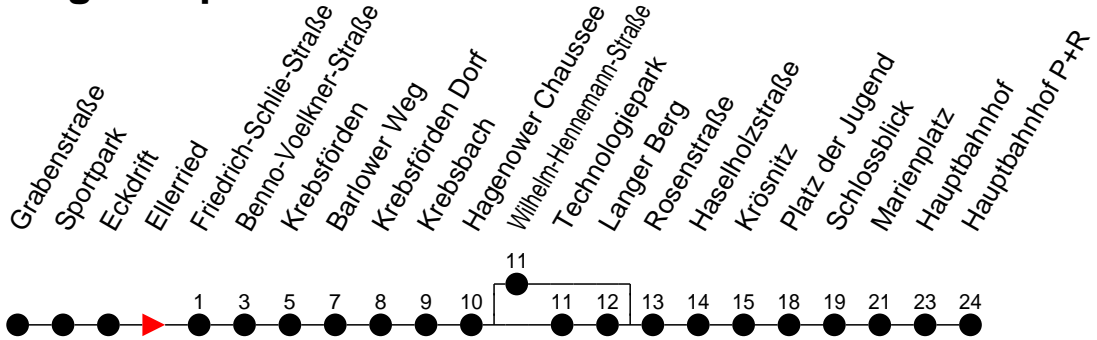 Grabenstraße
Sportpark
Eckdrift
Ellerried
Friedrich-Schlie-Straße
Benno-Voelkner-Straße
Krebsförden
Barlower Weg
Krebsförden Dorf
Krebsbach
Hagenower Chaussee
Wilhelm-Hennemann-Straße
Technologiepark
Langer Berg
Rosenstraße
Haselholzstraße
Krösnitz
Platz der Jugend
Schlossblick
Marienplatz
Hauptbahnhof
Hauptbahnhof P+R
11
1 3 5 7 8 9 10 11 12 13 14 15 18 19 21 23 24